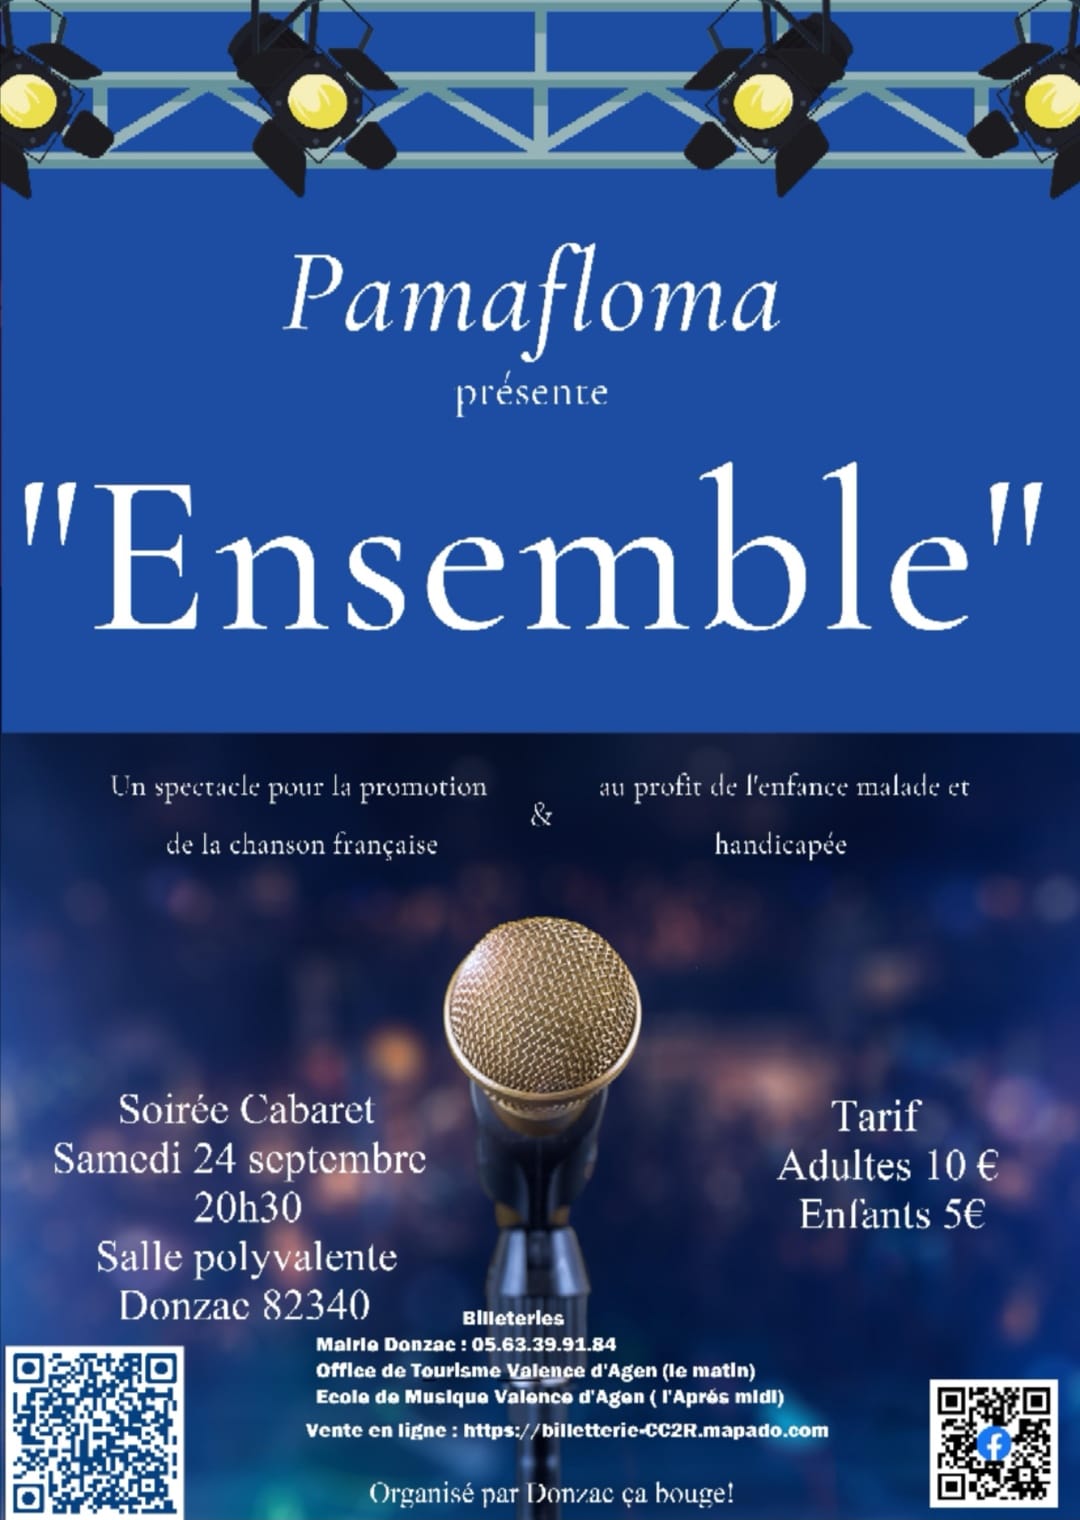 Pamafloma
présente
"Ensemble"
Un spectacle pour la promotion
de la chanson française
&
au profit de l'enfance malade et
handicapée
Soirée Cabaret
Samedi 24 septembre
20h30
Salle polyvalente
Donzac 82340
Tarif
Adultes 10 €
Enfants 5€
Billeteries
Mairie Donzac : 05.63.39.91.84
Office de Tourisme Valence d'Agen (le matin)
Ecole de Musique Valence d'Agen ( l'Aprés midi)
Vente en ligne : https://billetterie-CC2R.mapado.com
Organisé par Donzac ça bouge!